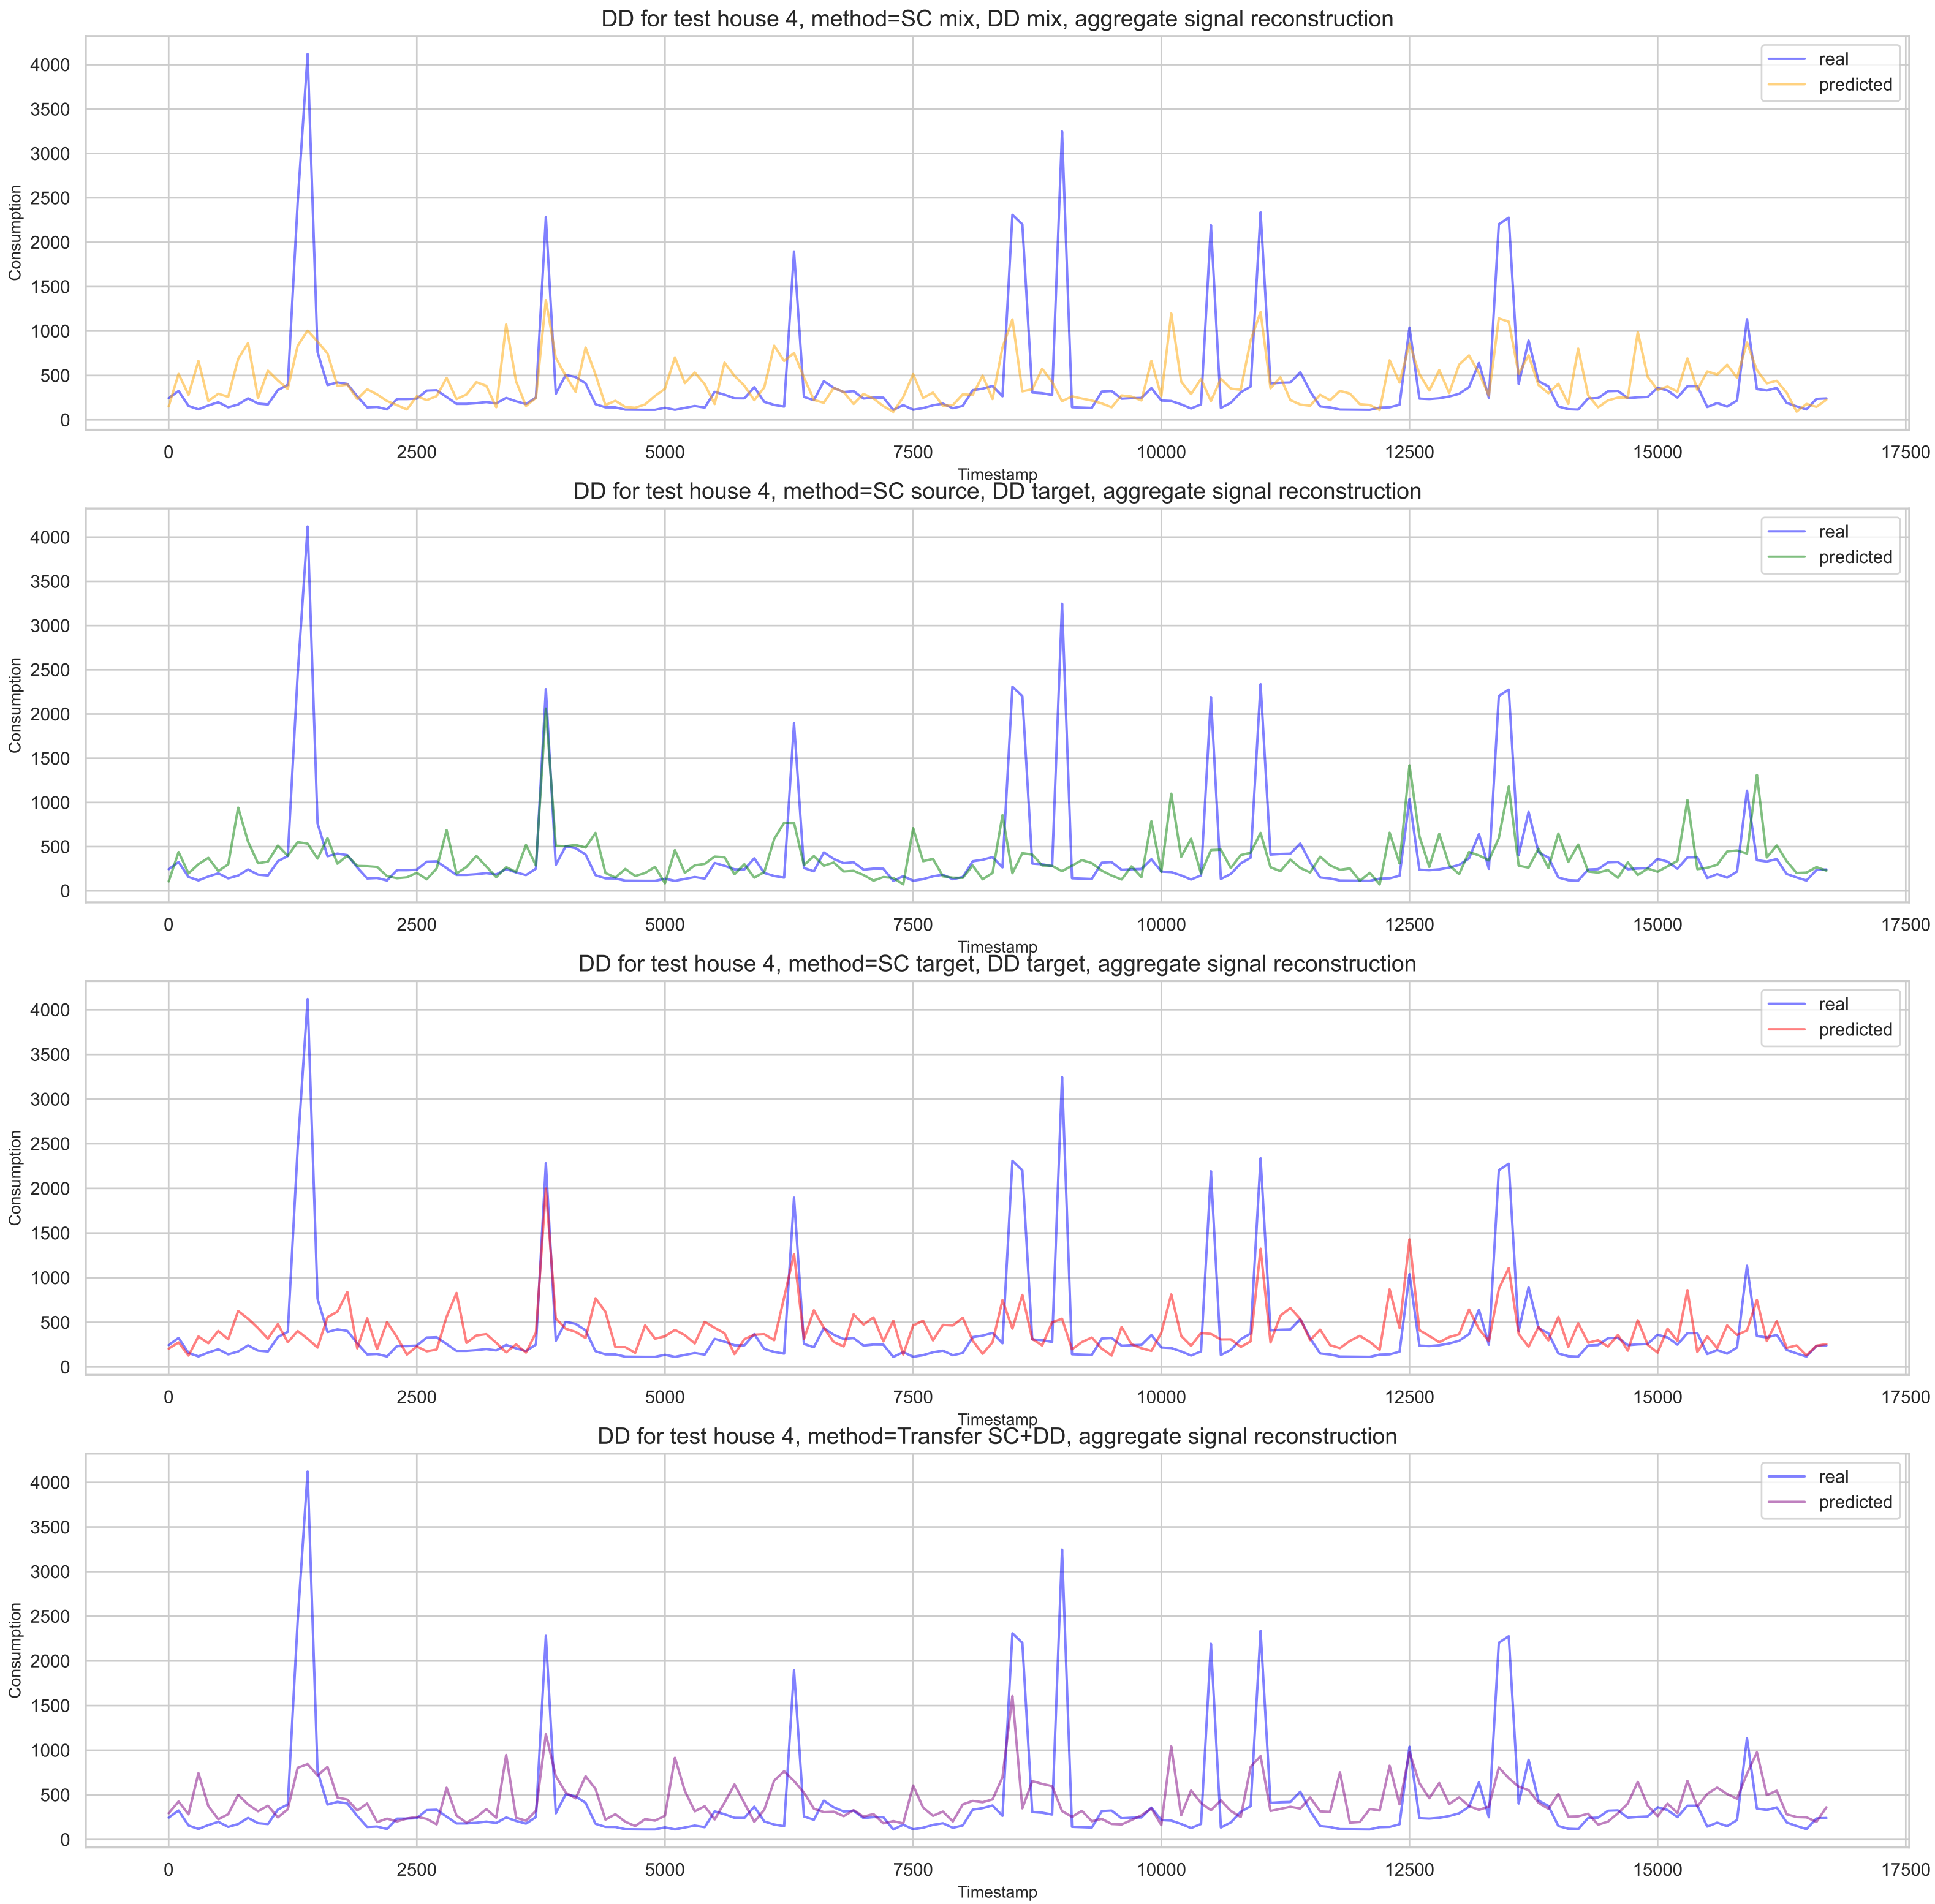 DD for test house 4, method=SC mix, DD mix, aggregate signal reconstruction
real
predicted
4000
3500
3000
2500
2000
1500
1000
500
0
Consumption
0 2500 5000 7500 10000 12500 15000 17500
Timestamp
DD for test house 4, method=SC source, DD target, aggregate signal reconstruction
real
predicted
4000
3500
3000
2500
2000
1500
1000
500
0
Consumption
0 2500 5000 7500 10000 12500 15000 17500
Timestamp
DD for test house 4, method=SC target, DD target, aggregate signal reconstruction
real
predicted
4000
3500
3000
2500
2000
1500
1000
500
0
Consumption
0 2500 5000 7500 10000 12500 15000 17500
Timestamp
DD for test house 4, method=Transfer SC+DD, aggregate signal reconstruction
real
predicted
4000
3500
3000
2500
2000
1500
1000
500
0
Consumption
0 2500 5000 7500 10000 12500 15000 17500
Timestamp